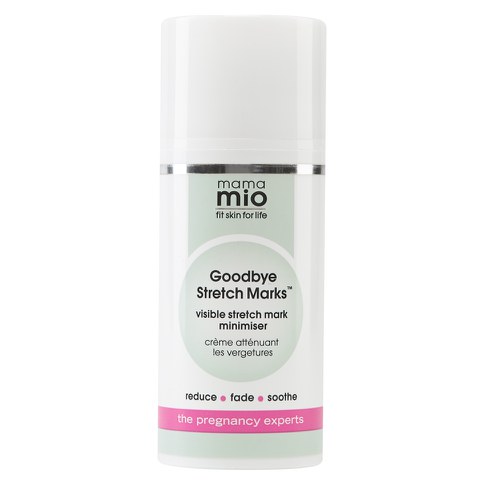 mama
mio
fit skin for life
Goodbye
Stretch Marks™
visible stretch mark
minimiser
crème atténuant
les vergetures
reduce • fade • soothe
the pregnancy experts